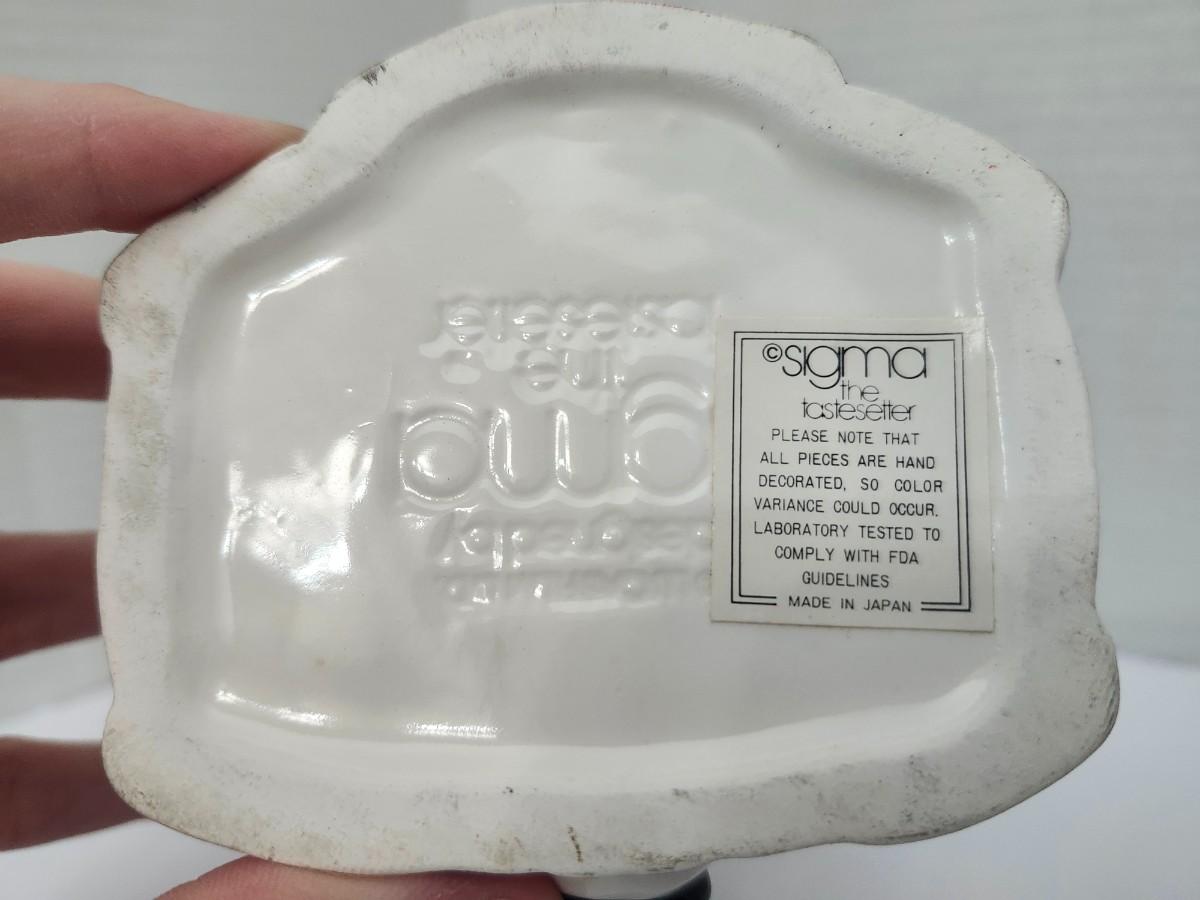 ©sigma
the
tastesetter
PLEASE NOTE THAT
ALL PIECES ARE HAND
DECORATED, SO COLOR
VARIANCE COULD OCCUR.
LABORATORY TESTED TO
COMPLY WITH FDA
GUIDELINES
MADE IN JAPAN